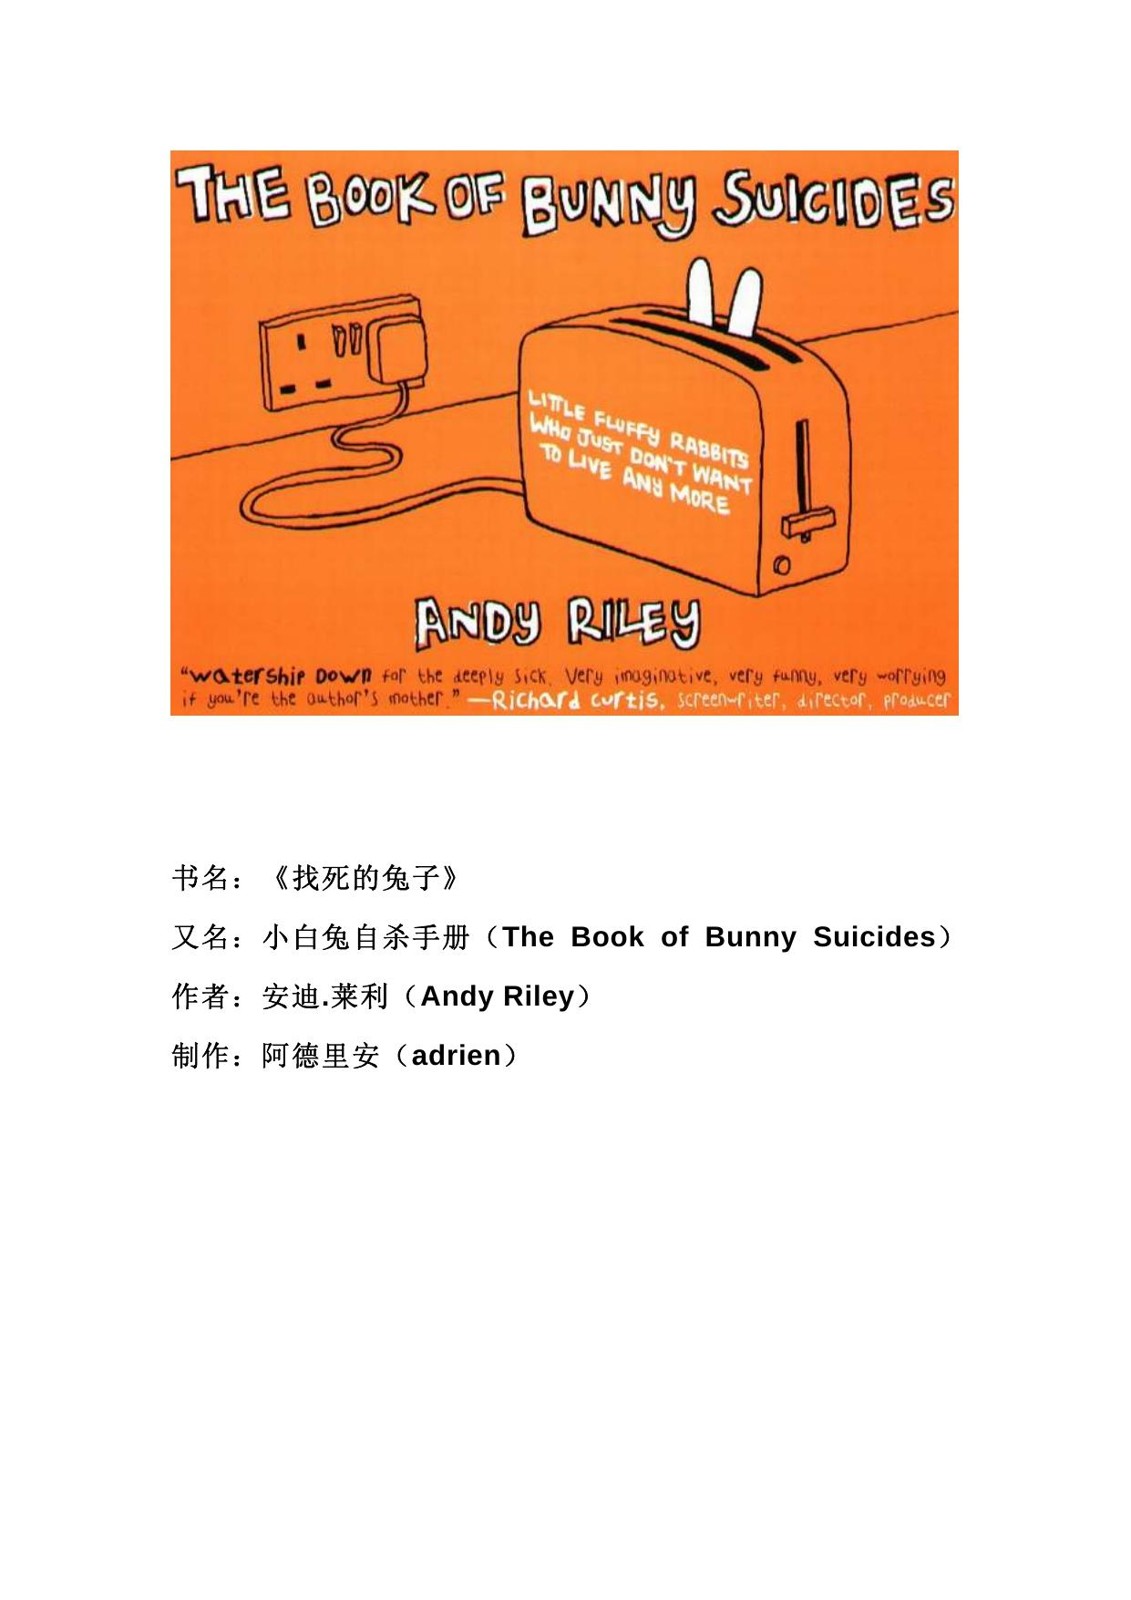 THE BOOK OF BUNNY SUICIDES
LITTLE FLUFFY RABBITS
WHO JUST DON'T WANT
TO LIVE ANY MORE
ANDY RILEY
"Watership Down for the deeply sick. Very imaginative, very funny, very worrying
if you're the author's mother." —Richard Curtis, screenwriter, director, producer
书名：《找死的兔子》
又名：小白兔自杀手册（The Book of Bunny Suicides）
作者：安迪.莱利（Andy Riley）
制作：阿德里安（adrien）